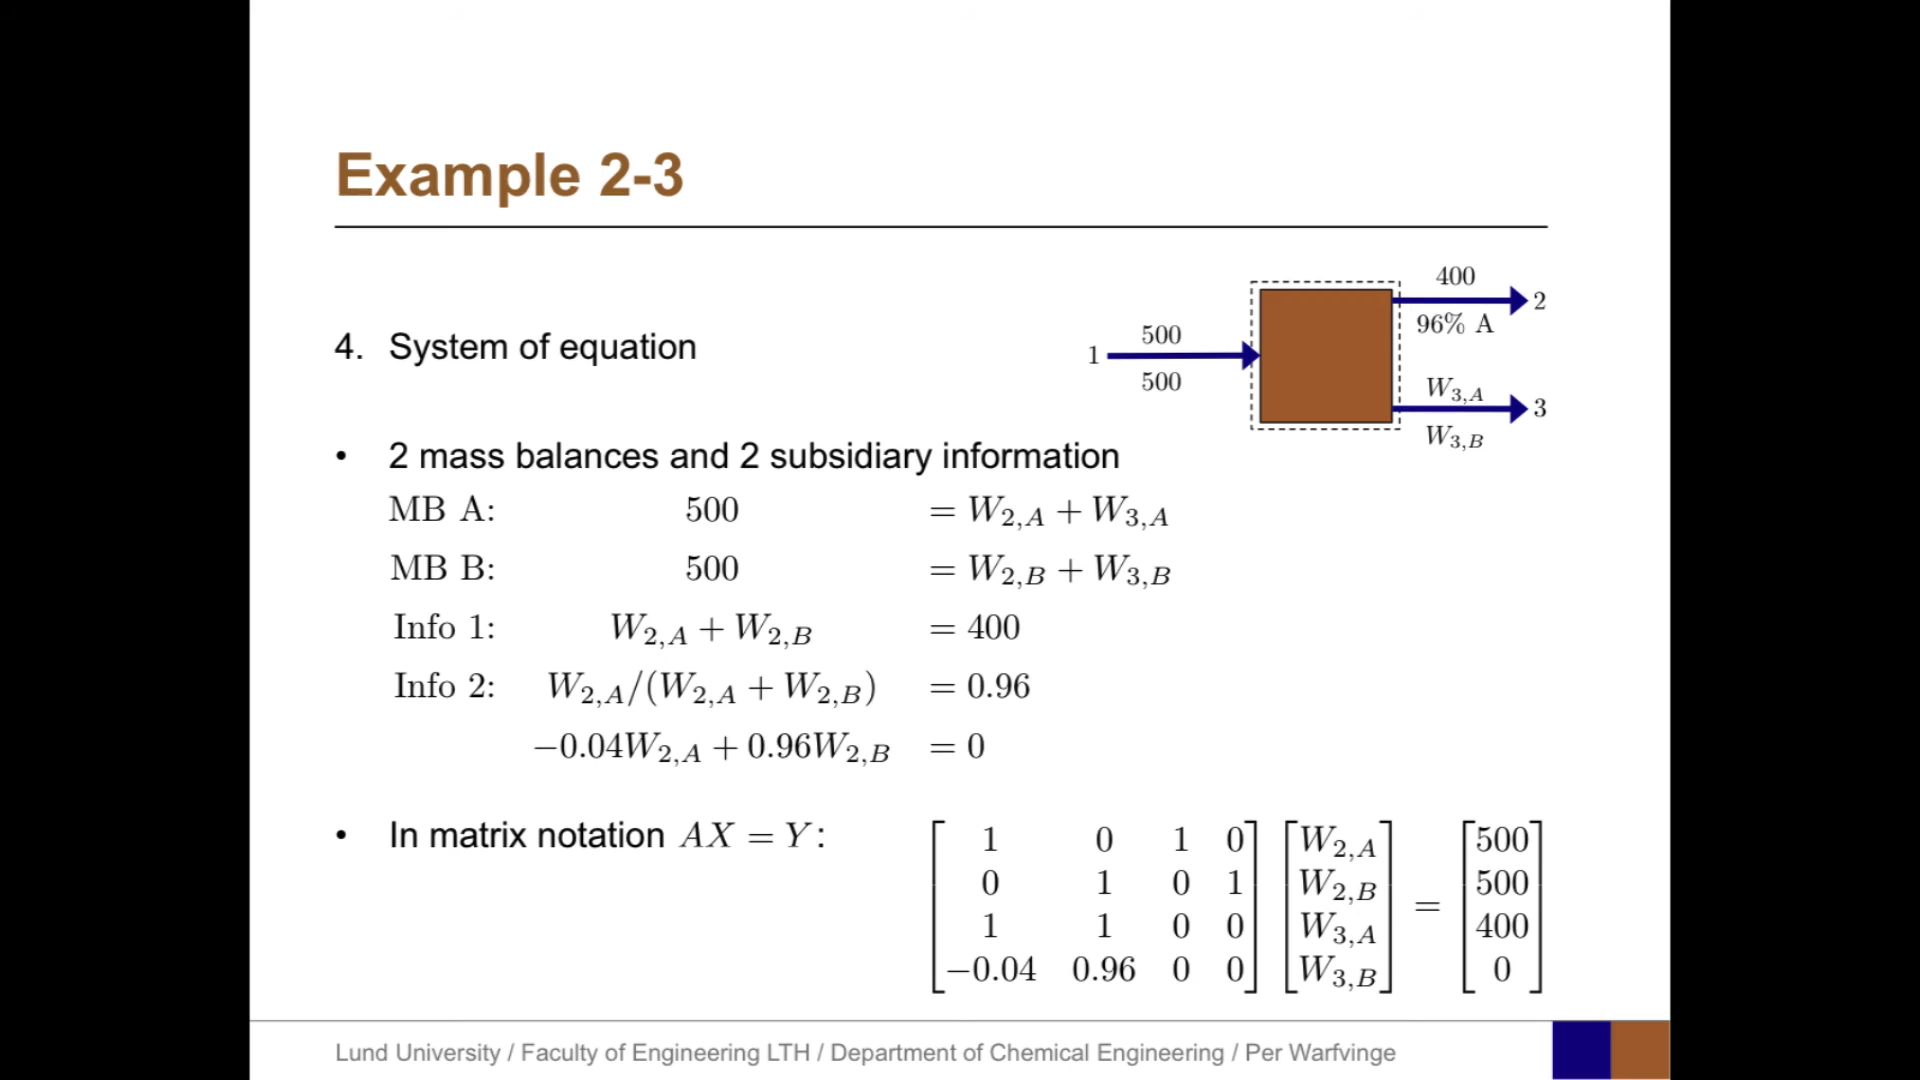 Example 2-3
4. System of equation
1
500
500
400
96% A
2
W3,A
W3,B
3
• 2 mass balances and 2 subsidiary information
MB A: 500 = W2,A + W3,A
MB B: 500 = W2,B + W3,B
Info 1: W2,A + W2,B = 400
Info 2: W2,A/(W2,A + W2,B) = 0.96
−0.04W2,A + 0.96W2,B = 0
• In matrix notation AX = Y:
1 0 1 0 W2,A 500
0 1 0 1 W2,B 500
=
1 1 0 0 W3,A 400
−0.04 0.96 0 0 W3,B 0
Lund University / Faculty of Engineering LTH / Department of Chemical Engineering / Per Warfvinge